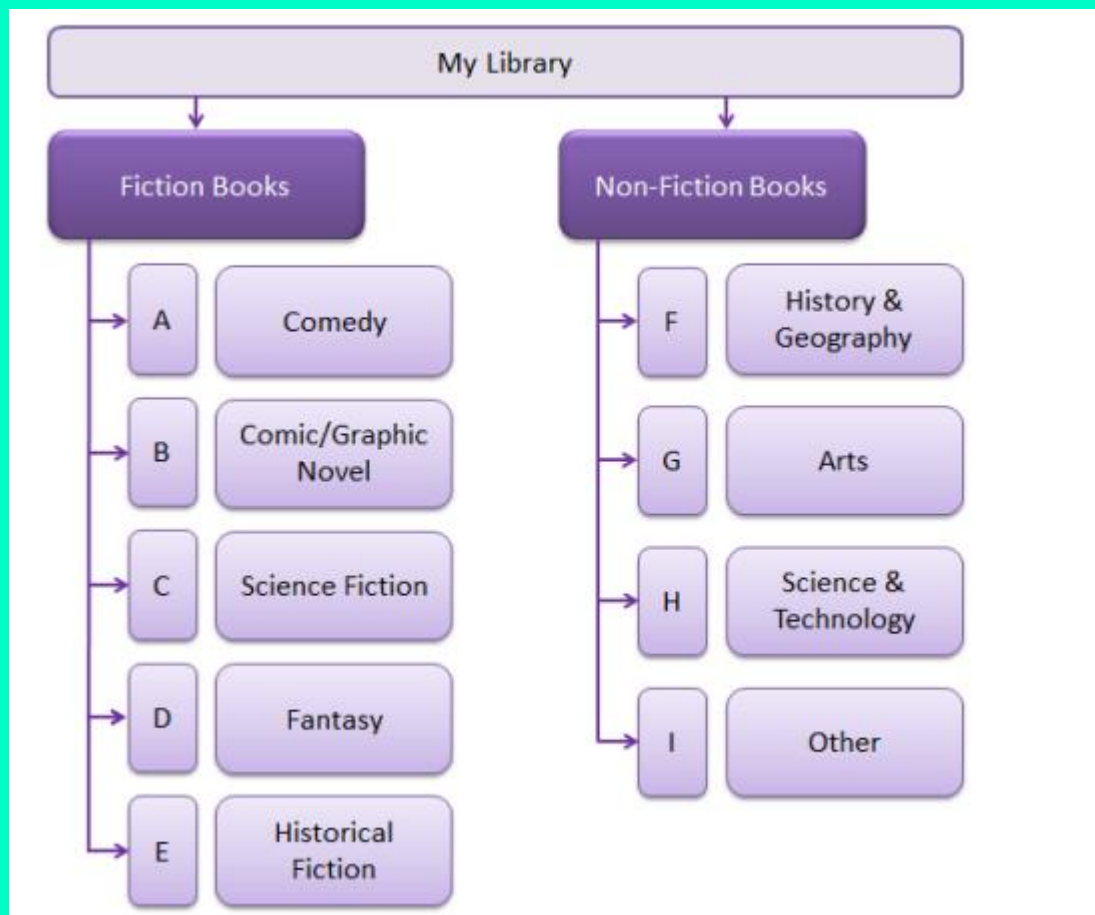 My Library
Fiction Books
A
Comedy
B
Comic/Graphic
Novel
C
Science Fiction
D
Fantasy
E
Historical
Fiction
Non-Fiction Books
F
History &
Geography
G
Arts
H
Science &
Technology
I
Other